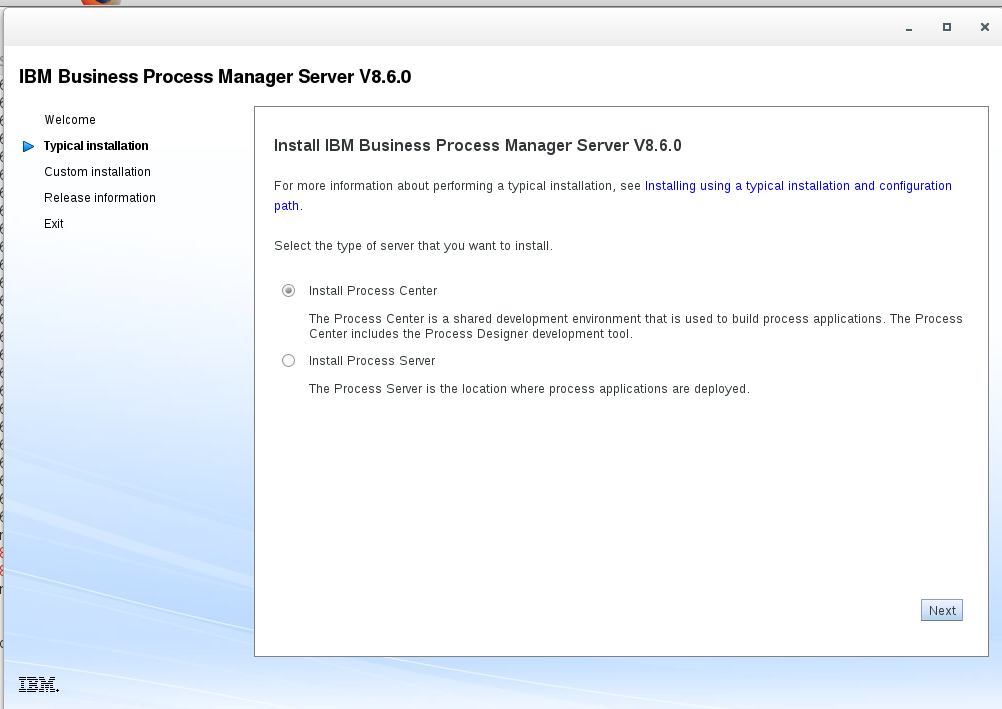 IBM Business Process Manager Server V8.6.0
Welcome
Typical installation
Custom installation
Release information
Exit
Install IBM Business Process Manager Server V8.6.0
For more information about performing a typical installation, see Installing using a typical installation and configuration
path.
Select the type of server that you want to install.
Install Process Center
The Process Center is a shared development environment that is used to build process applications. The Process
Center includes the Process Designer development tool.
Install Process Server
The Process Server is the location where process applications are deployed.
Next
IBM.